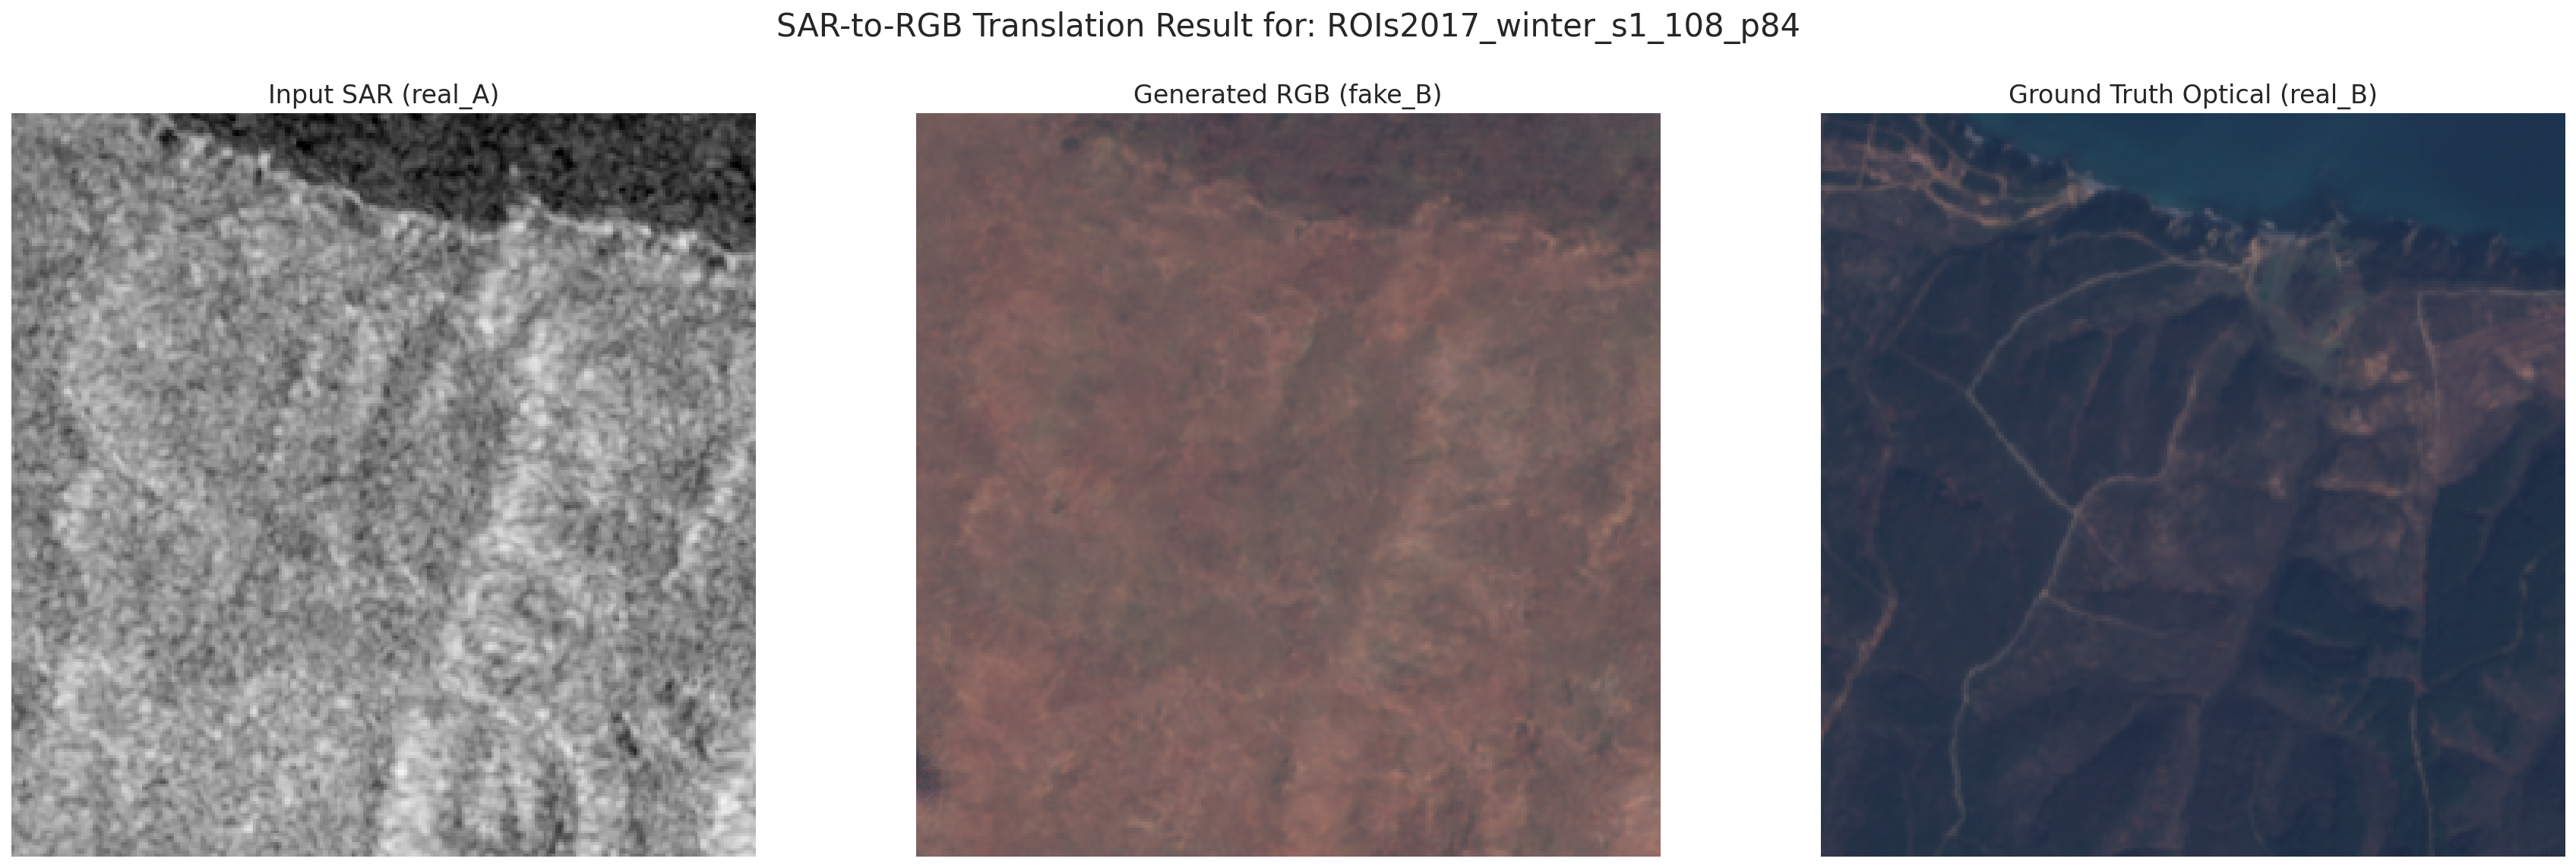 SAR-to-RGB Translation Result for: ROIs2017_winter_s1_108_p84
Input SAR (real_A)
Generated RGB (fake_B)
Ground Truth Optical (real_B)